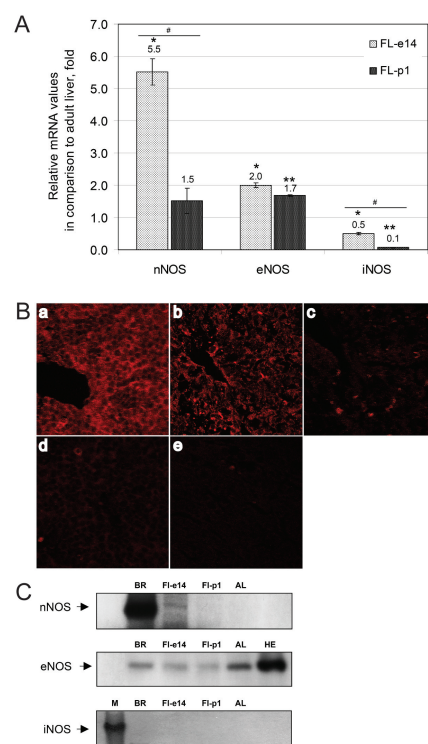 A
Relative mRNA values
in comparison to adult liver, fold
7.0
6.0
5.0
4.0
3.0
2.0
1.0
0.0
FL-e14
FL-p1
#
*
5.5
1.5
*
2.0
**
1.7
#
*
0.5
**
0.1
nNOS
eNOS
iNOS
B
a
b
c
d
e
C
BR Fl-e14 Fl-p1 AL
nNOS
BR Fl-e14 Fl-p1 AL HE
eNOS
M BR Fl-e14 Fl-p1 AL
iNOS